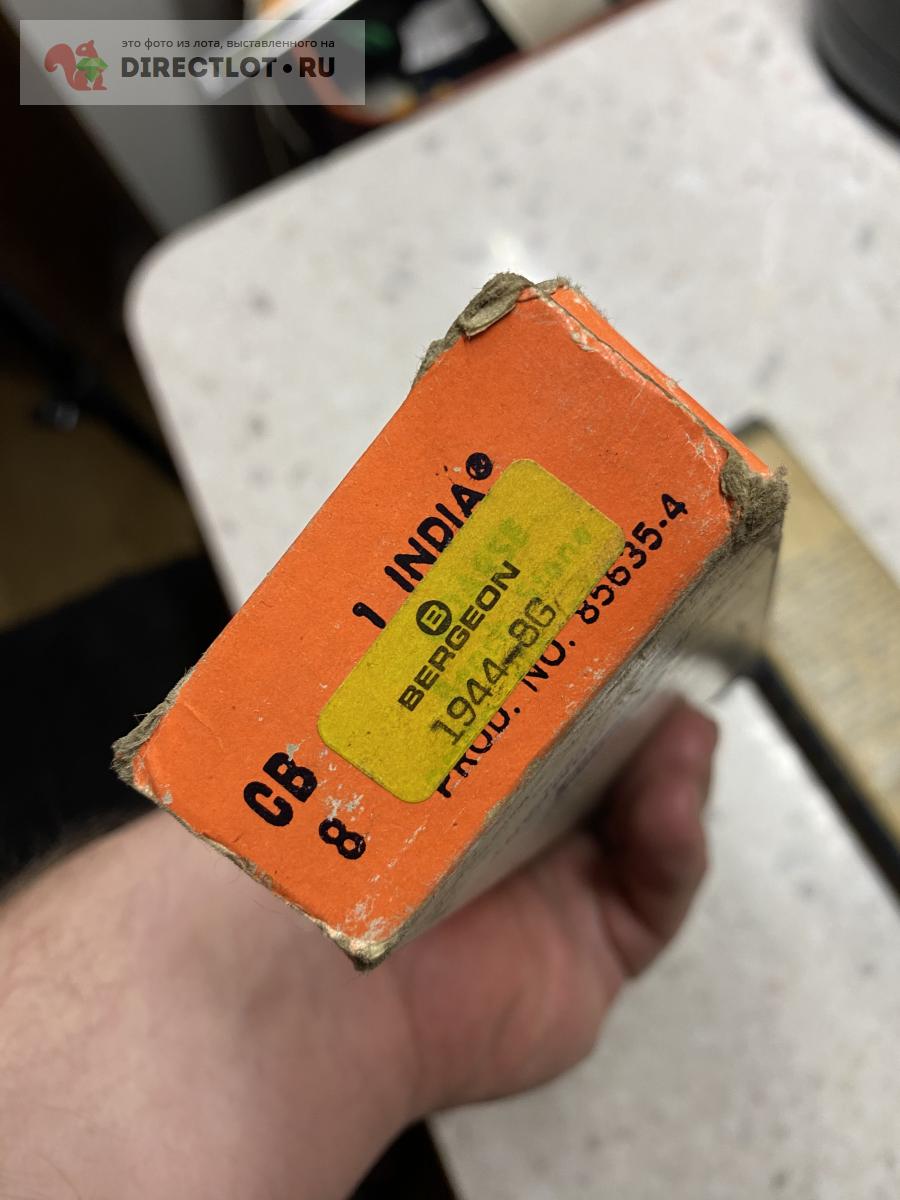 это фото из лота, выставленного на
DIRECTLOT•RU
1 INDIA®
B
BERGEON
1944-8G
PROD. NO. 85635-4
CB
8